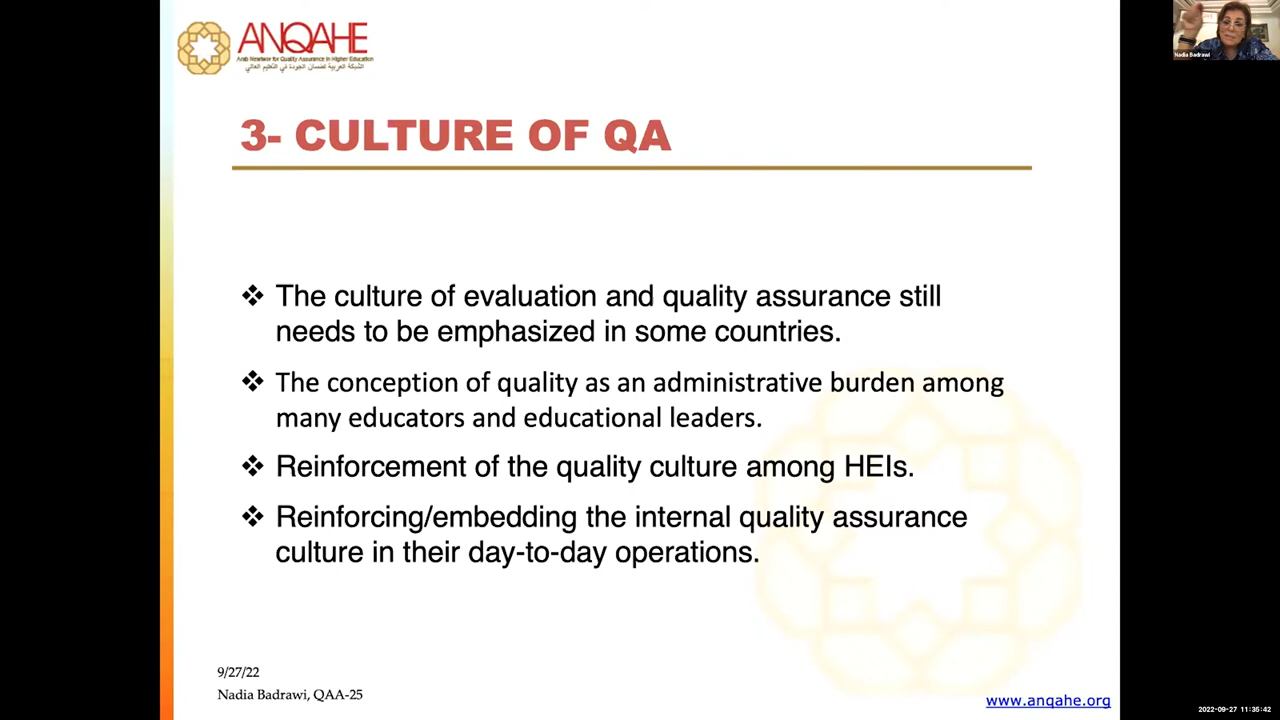 ANQAHE
Arab Network for Quality Assurance in Higher Education
الشبكة العربية لضمان الجودة في التعليم العالي
Nadia Badrawi
3- CULTURE OF QA
❖ The culture of evaluation and quality assurance still
needs to be emphasized in some countries.
❖ The conception of quality as an administrative burden among
many educators and educational leaders.
❖ Reinforcement of the quality culture among HEIs.
❖ Reinforcing/embedding the internal quality assurance
culture in their day-to-day operations.
9/27/22
Nadia Badrawi, QAA-25
www.anqahe.org
2022-09-27 11:35:42